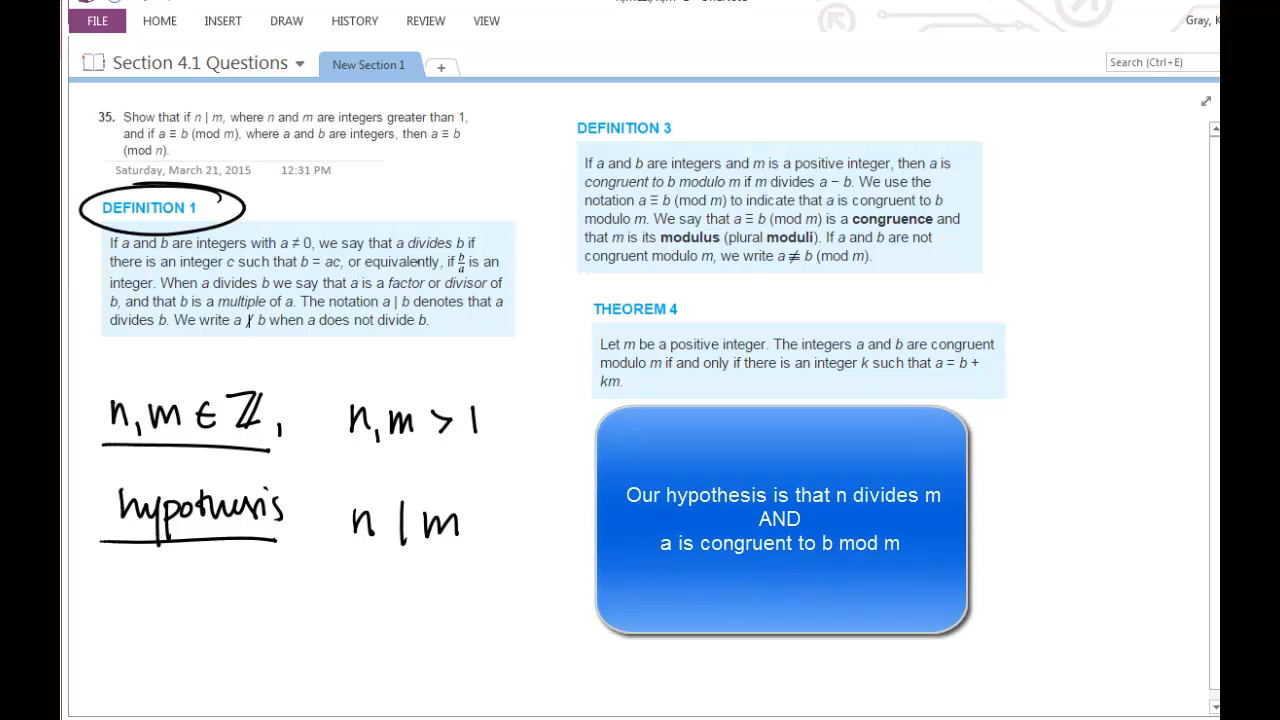 FILE HOME INSERT DRAW HISTORY REVIEW VIEW
Section 4.1 Questions
New Section 1
+
Search (Ctrl+E)
35. Show that if n | m, where n and m are integers greater than 1,
and if a ≡ b (mod m), where a and b are integers, then a ≡ b
(mod n).
Saturday, March 21, 2015 12:31 PM
DEFINITION 1
If a and b are integers with a ≠ 0, we say that a divides b if
there is an integer c such that b = ac, or equivalently, if b/a is an
integer. When a divides b we say that a is a factor or divisor of
b, and that b is a multiple of a. The notation a | b denotes that a
divides b. We write a ∤ b when a does not divide b.
n, m ∈ ℤ, n, m > 1
hypothesis n | m
DEFINITION 3
If a and b are integers and m is a positive integer, then a is
congruent to b modulo m if m divides a − b. We use the
notation a ≡ b (mod m) to indicate that a is congruent to b
modulo m. We say that a ≡ b (mod m) is a congruence and
that m is its modulus (plural moduli). If a and b are not
congruent modulo m, we write a ≢ b (mod m).
THEOREM 4
Let m be a positive integer. The integers a and b are congruent
modulo m if and only if there is an integer k such that a = b +
km.
Our hypothesis is that n divides m
AND
a is congruent to b mod m
Gray,